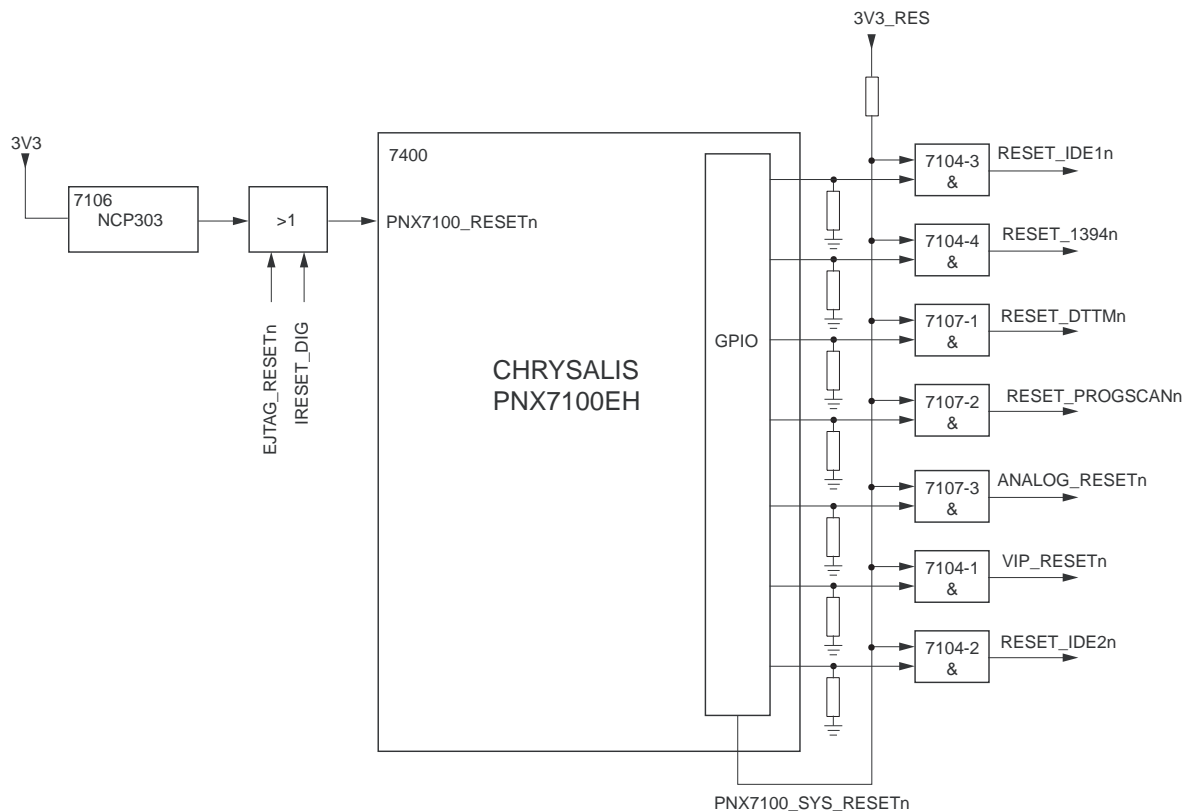 3V3_RES
3V3
7106
NCP303
>1
EJTAG_RESETn
IRESET_DIG
PNX7100_RESETn
7400
CHRYSALIS
PNX7100EH
GPIO
7104-3
&
RESET_IDE1n
7104-4
&
RESET_1394n
7107-1
&
RESET_DTTMn
7107-2
&
RESET_PROGSCANn
7107-3
&
ANALOG_RESETn
7104-1
&
VIP_RESETn
7104-2
&
RESET_IDE2n
PNX7100_SYS_RESETn